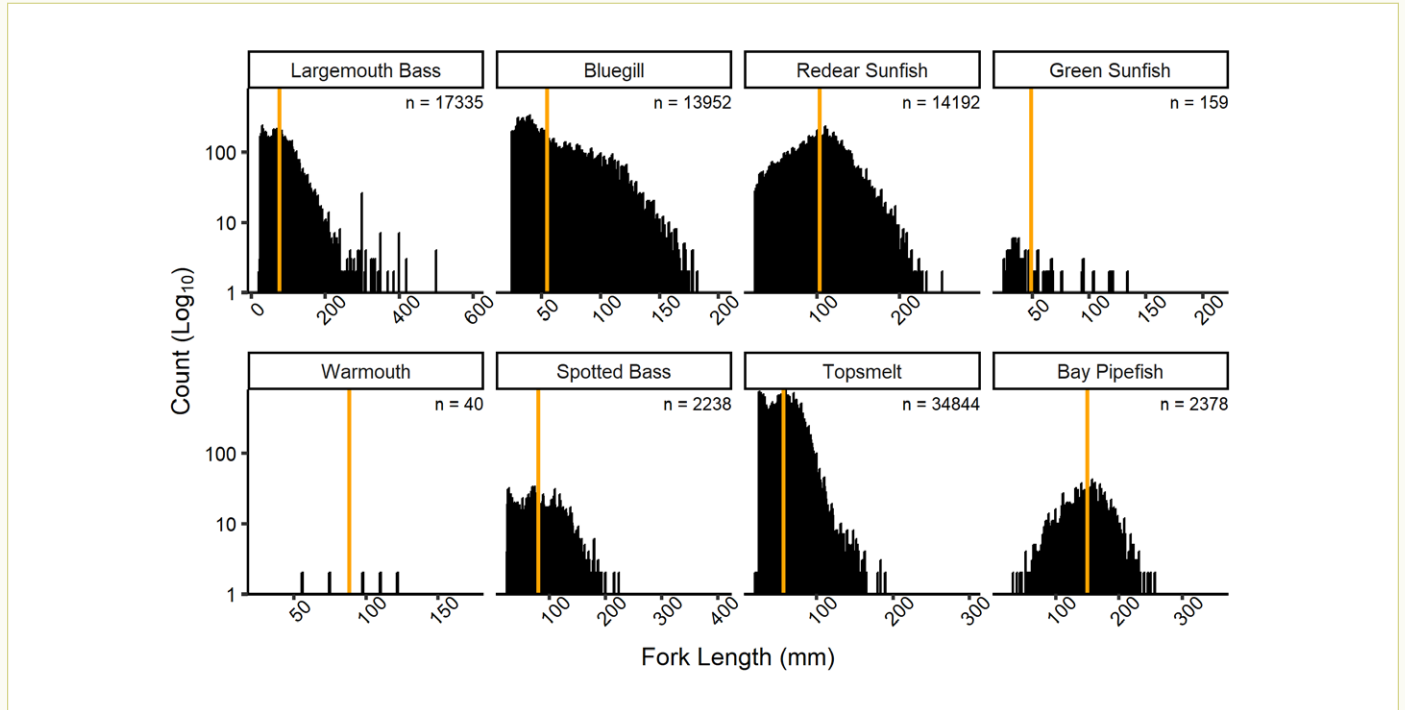 Largemouth Bass
Bluegill
Redear Sunfish
Green Sunfish
n = 17335
n = 13952
n = 14192
n = 159
100
10
1
0
200
400
600
50
100
150
200
100
200
50
100
150
200
Count (Log₁₀)
Warmouth
Spotted Bass
Topsmelt
Bay Pipefish
n = 40
n = 2238
n = 34844
n = 2378
100
10
1
50
100
150
100
200
300
400
100
200
300
100
200
300
Fork Length (mm)